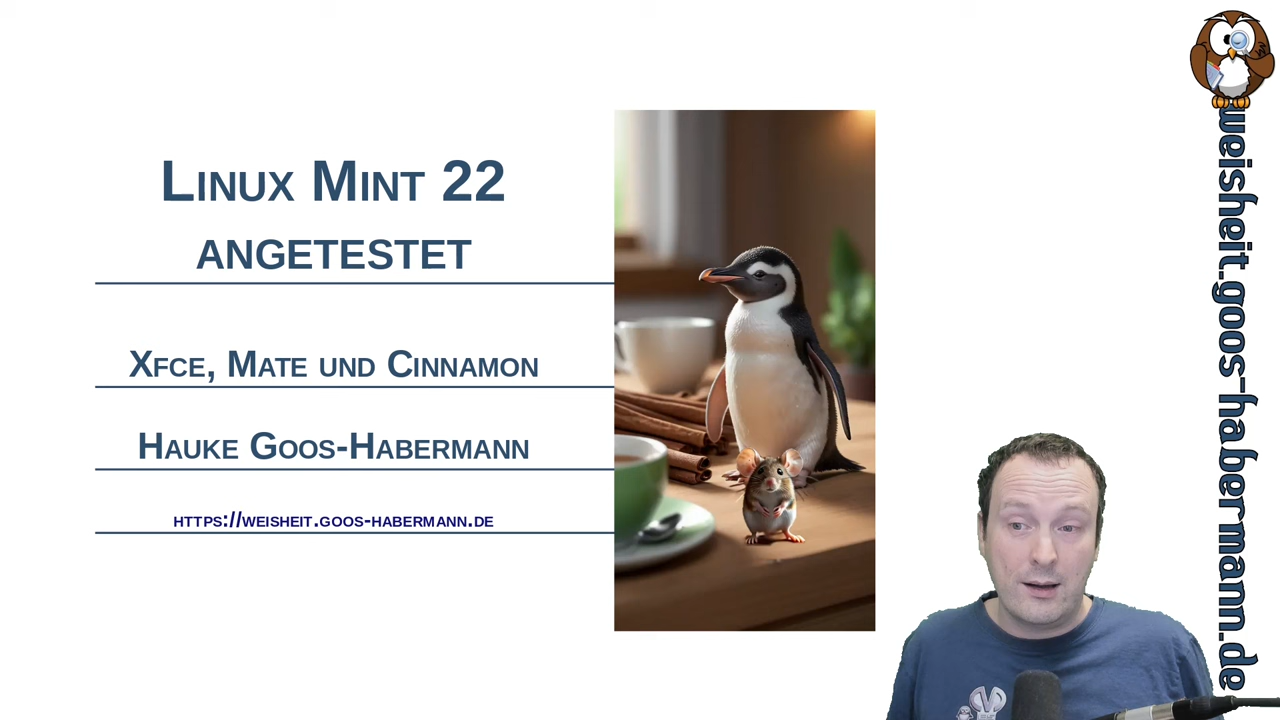 Linux Mint 22
angetestet
Xfce, Mate und Cinnamon
Hauke Goos-Habermann
https://weisheit.goos-habermann.de
weisheit.goos-habermann.de